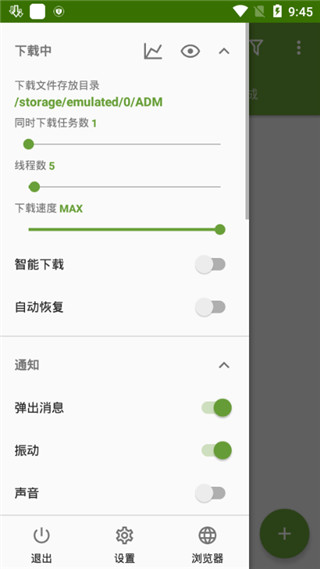 9:45
下载中
下载文件存放目录
/storage/emulated/0/ADM
同时下载任务数 1
线程数 5
下载速度 MAX
智能下载
自动恢复
通知
弹出消息
振动
声音
退出
设置
浏览器